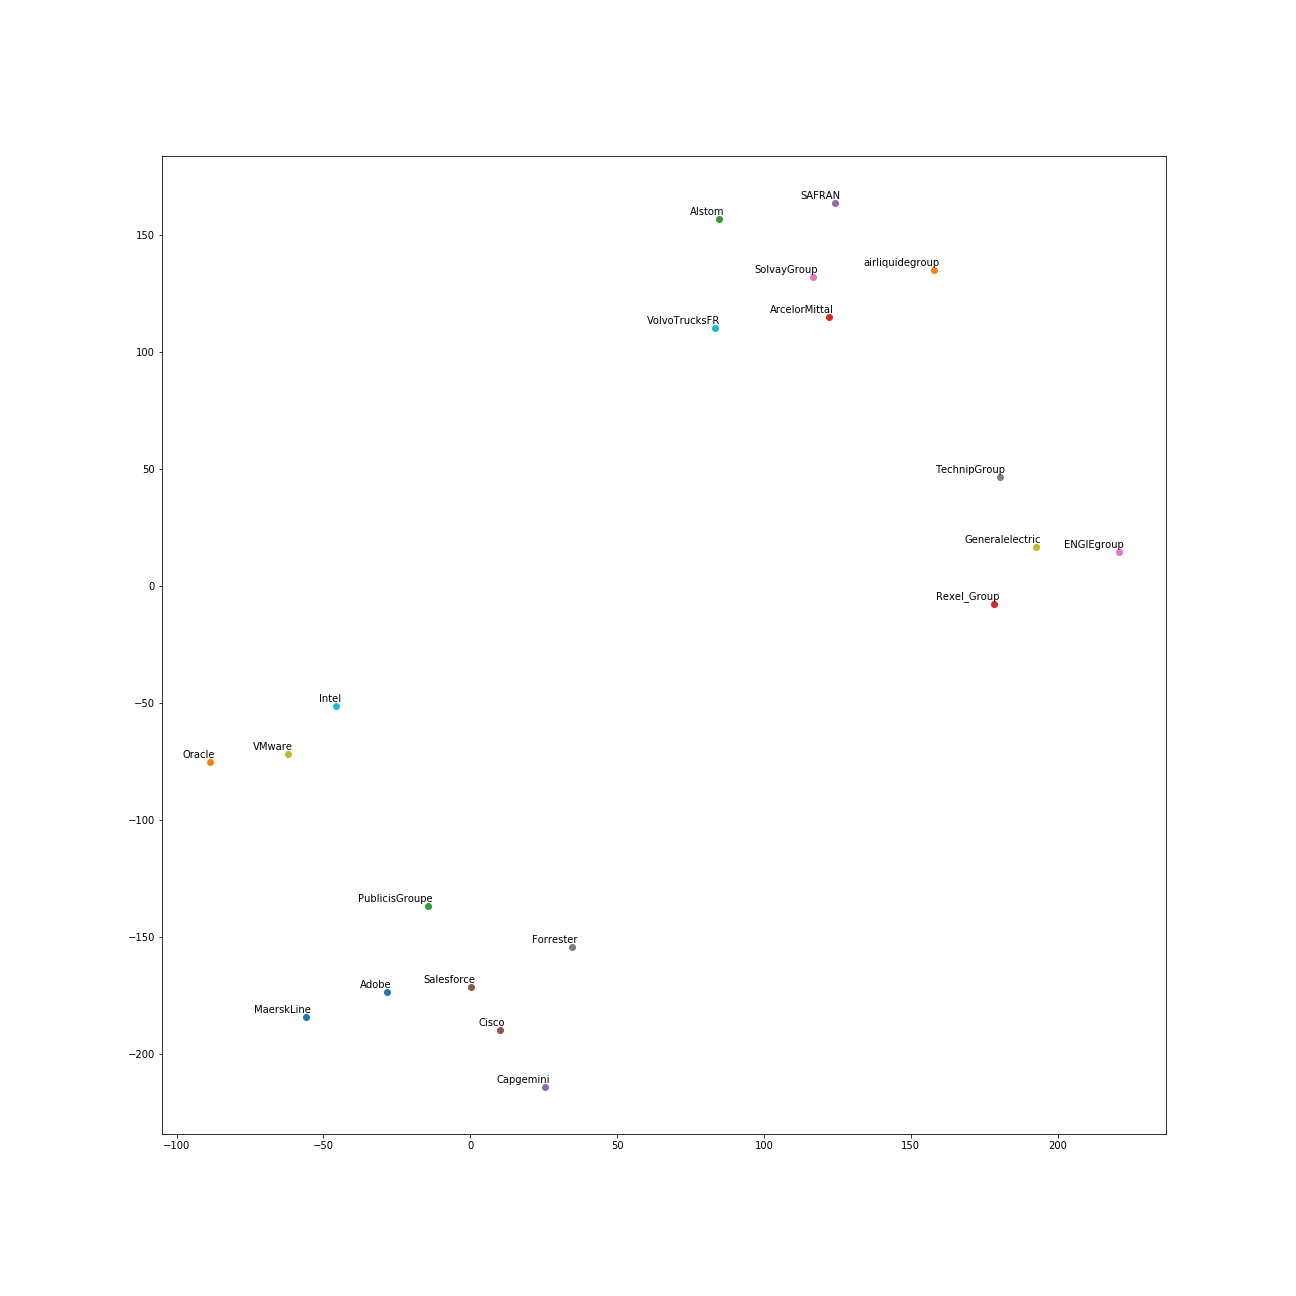 SAFRAN
Alstom
airliquidegroup
SolvayGroup
ArcelorMittal
VolvoTrucksFR
TechnipGroup
Generalelectric
ENGIEgroup
Rexel_Group
Intel
VMware
Oracle
PublicisGroupe
Forrester
Salesforce
Adobe
MaerskLine
Cisco
Capgemini
150
100
50
0
−50
−100
−150
−200
−100 −50 0 50 100 150 200